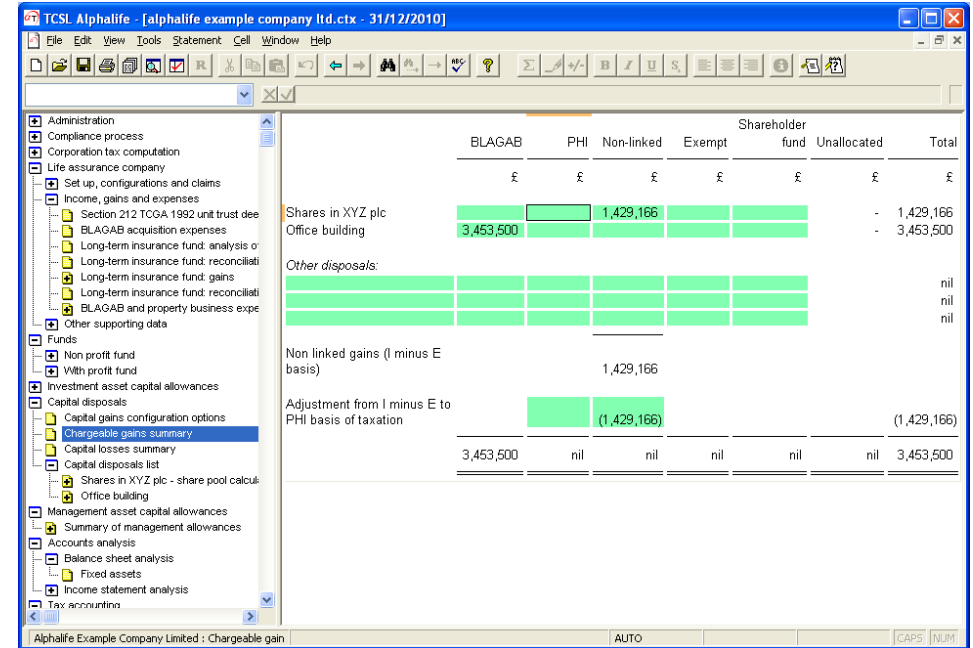 TCSL Alphalife - [alphalife example company ltd.ctx - 31/12/2010]
File Edit View Tools Statement Cell Window Help
R ABC ? Σ +/- B I U S
Administration
Compliance process
Corporation tax computation
Life assurance company
Set up, configurations and claims
Income, gains and expenses
Section 212 TCGA 1992 unit trust dee
BLAGAB acquisition expenses
Long-term insurance fund: analysis o
Long-term insurance fund: reconciliati
Long-term insurance fund: gains
Long-term insurance fund: reconciliati
BLAGAB and property business expe
Other supporting data
Funds
Non profit fund
With profit fund
Investment asset capital allowances
Capital disposals
Capital gains configuration options
Chargeable gains summary
Capital losses summary
Capital disposals list
Shares in XYZ plc - share pool calcul
Office building
Management asset capital allowances
Summary of management allowances
Accounts analysis
Balance sheet analysis
Fixed assets
Income statement analysis
Tax accounting
Shareholder
BLAGAB PHI Non-linked Exempt fund Unallocated Total
£ £ £ £ £ £ £
Shares in XYZ plc 1,429,166 - 1,429,166
Office building 3,453,500 - 3,453,500
Other disposals:
nil
nil
nil
Non linked gains (I minus E
basis) 1,429,166
Adjustment from I minus E to
PHI basis of taxation (1,429,166) (1,429,166)
3,453,500 nil nil nil nil nil 3,453,500
Alphalife Example Company Limited : Chargeable gain AUTO CAPS NUM